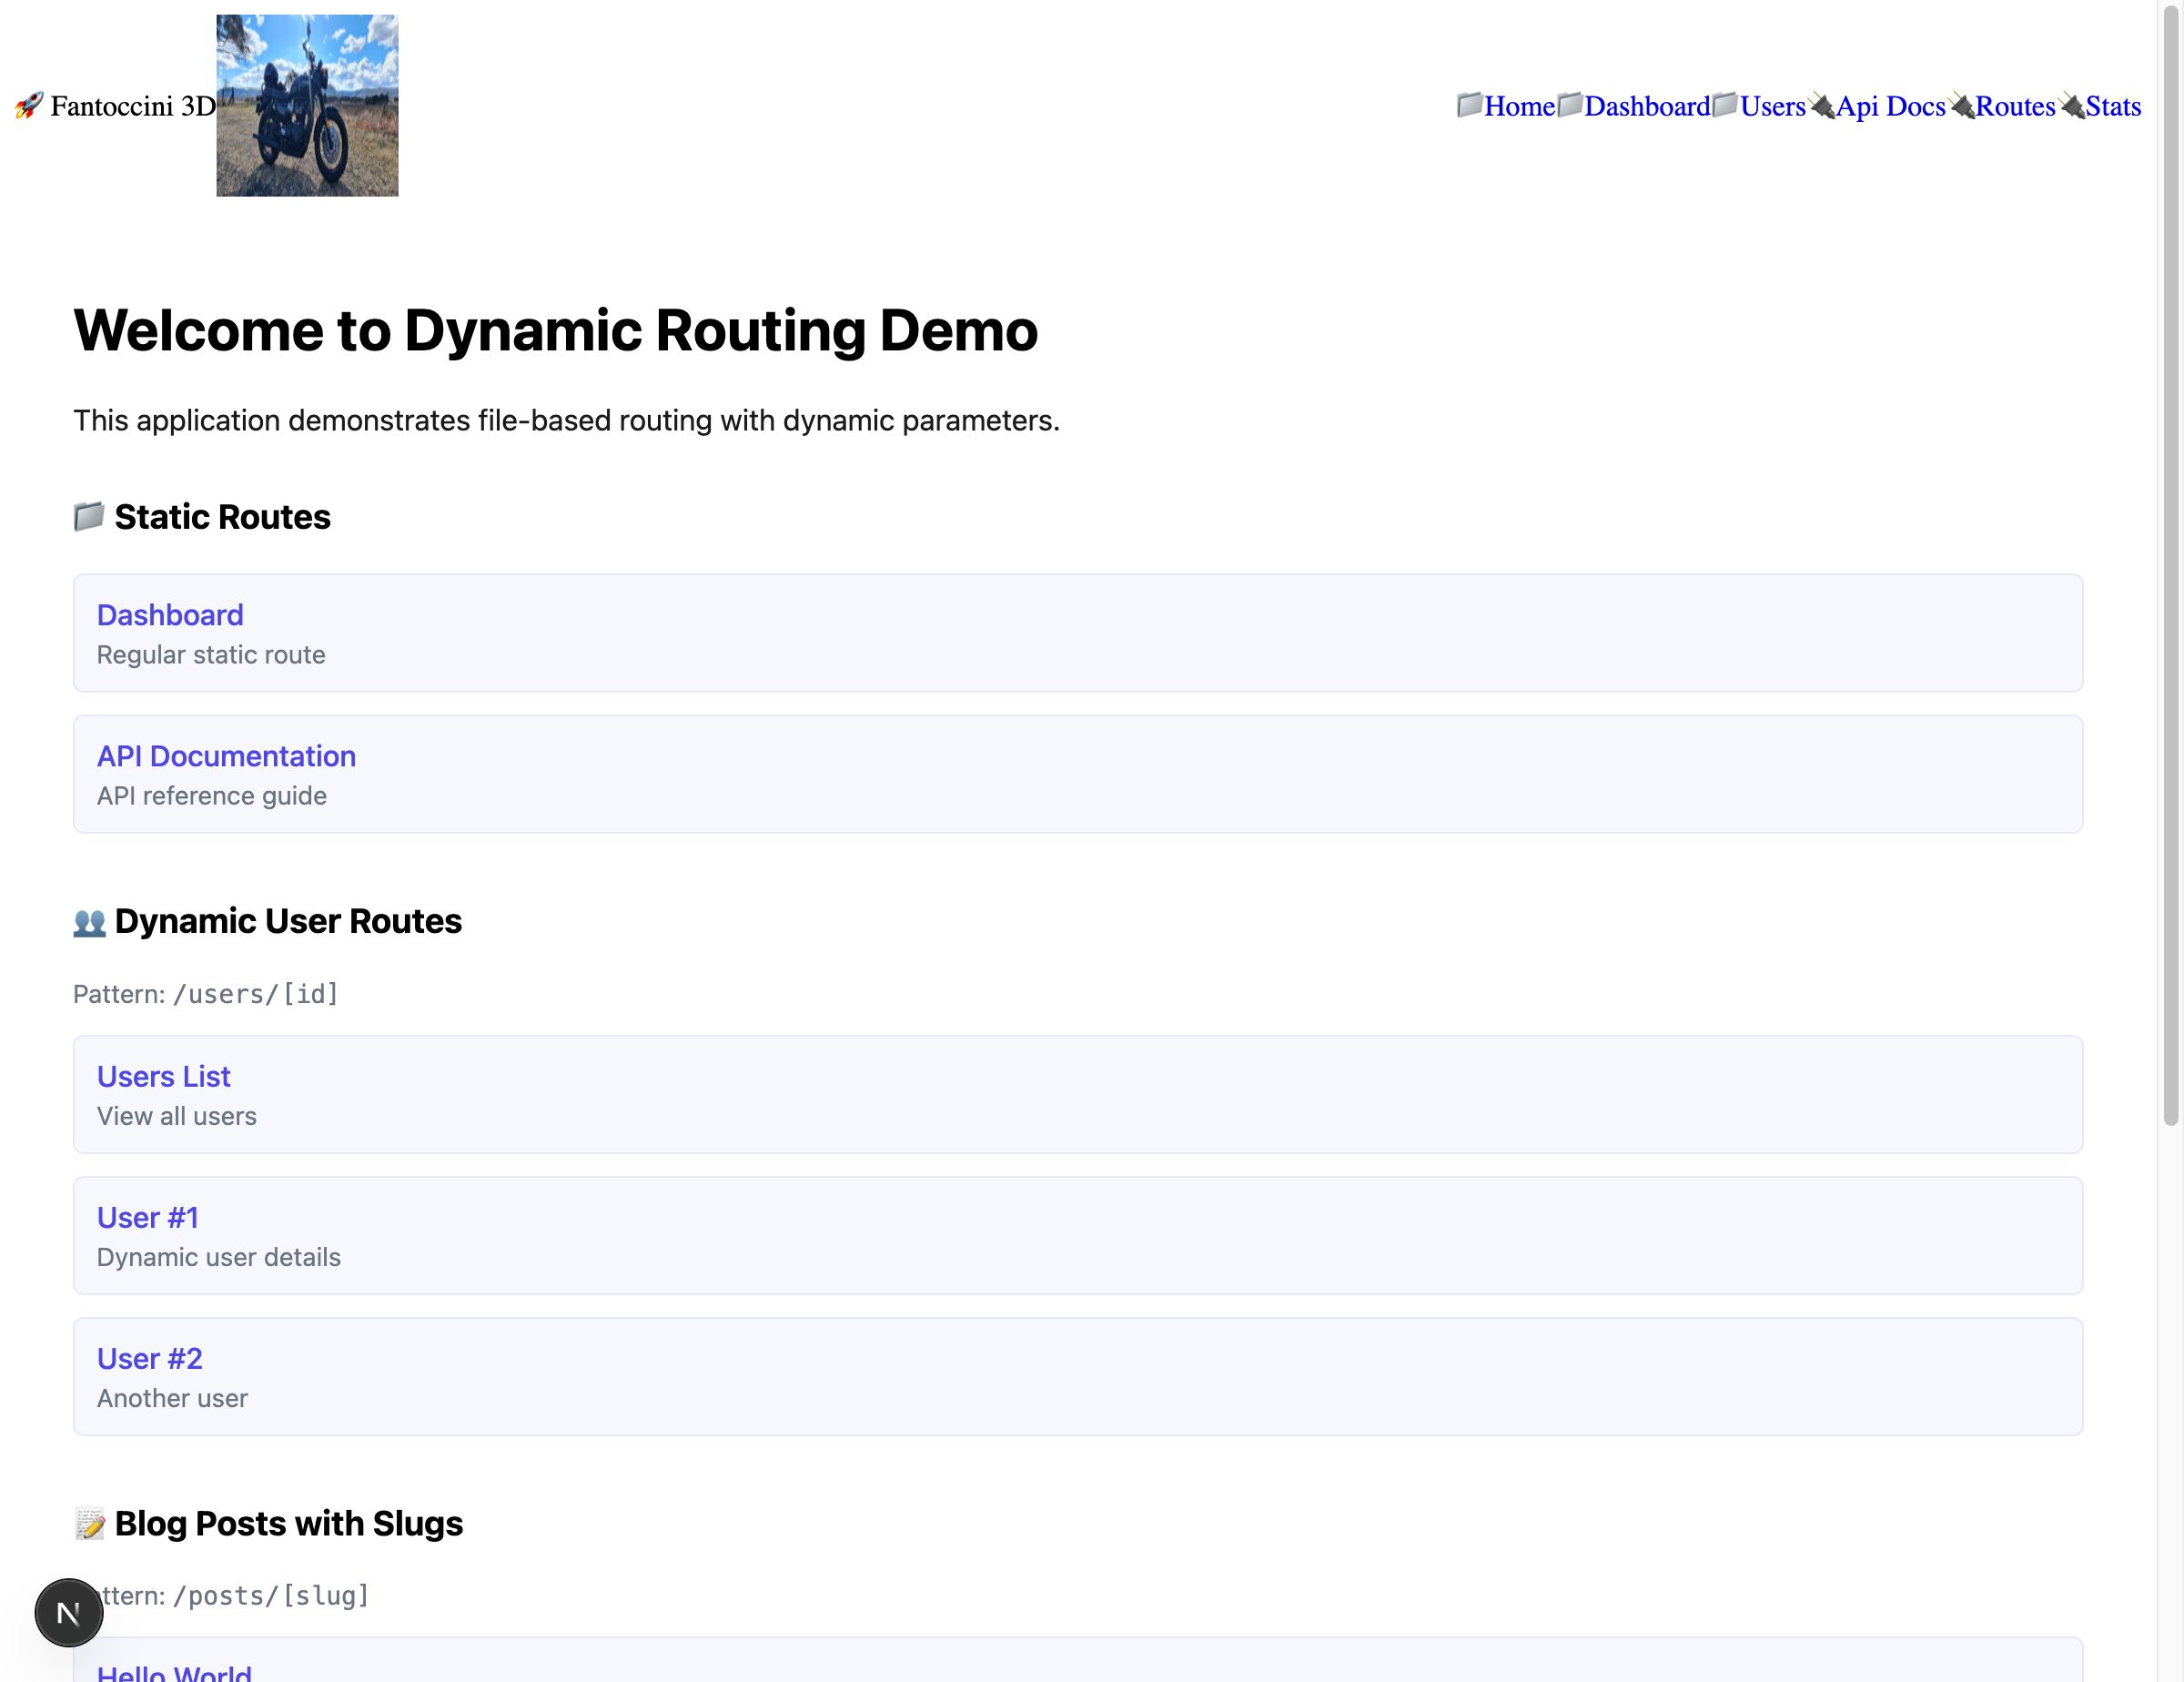 🚀 Fantoccini 3D
📁Home📁Dashboard📁Users🔌Api Docs🔌Routes🔌Stats
Welcome to Dynamic Routing Demo
This application demonstrates file-based routing with dynamic parameters.
📁 Static Routes
Dashboard
Regular static route
API Documentation
API reference guide
👥 Dynamic User Routes
Pattern: /users/[id]
Users List
View all users
User #1
Dynamic user details
User #2
Another user
📝 Blog Posts with Slugs
ttern: /posts/[slug]
N
Hello World